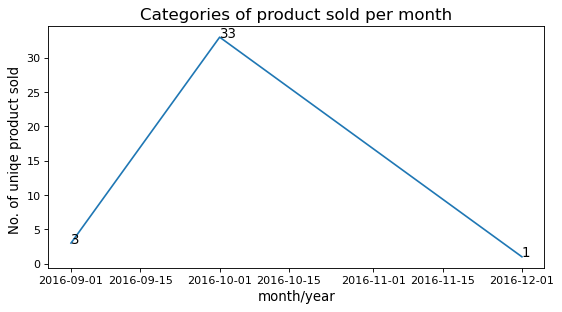 Categories of product sold per month
No. of uniqe product sold
30
25
20
15
10
5
0
33
3
1
2016-09-01 2016-09-15 2016-10-01 2016-10-15 2016-11-01 2016-11-15 2016-12-01
month/year